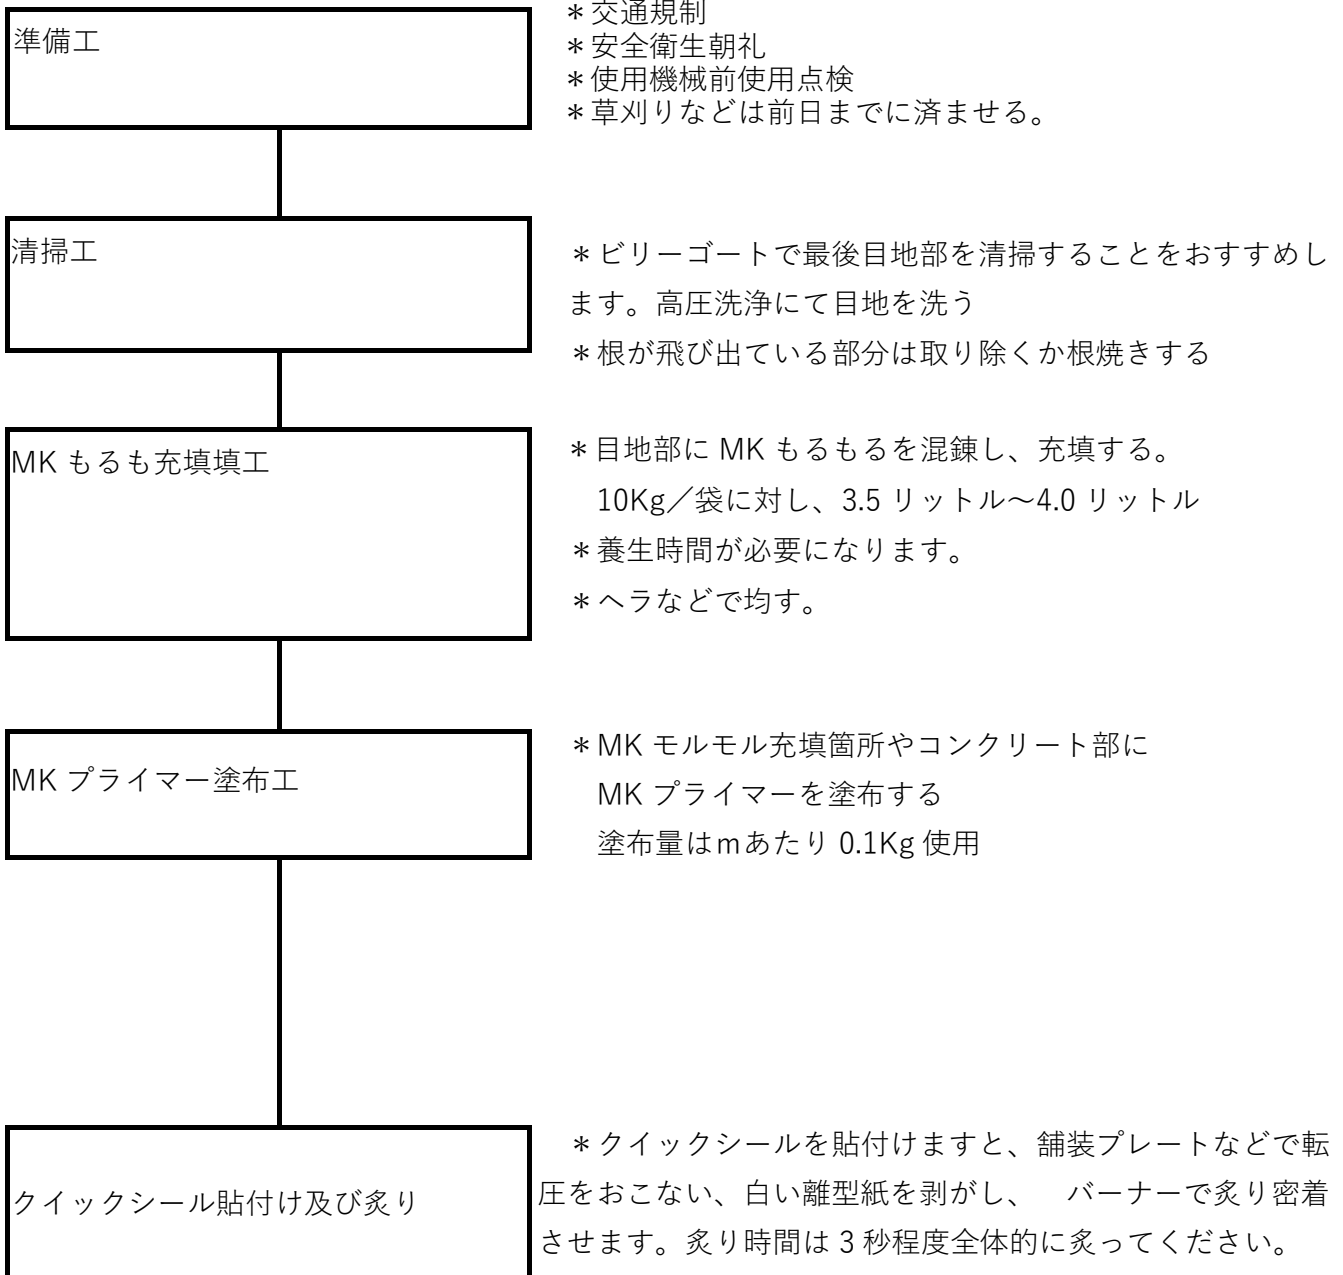 準備工
＊交通規制
＊安全衛生朝礼
＊使用機械前使用点検
＊草刈りなどは前日までに済ませる。
清掃工
＊ビリーゴートで最後目地部を清掃することをおすすめし
ます。高圧洗浄にて目地を洗う
＊根が飛び出ている部分は取り除くか根焼きする
MK もるも充填填工
＊目地部に MK もるもるを混錬し、充填する。
10Kg／袋に対し、3.5 リットル～4.0 リットル
＊養生時間が必要になります。
＊ヘラなどで均す。
MK プライマー塗布工
＊MK モルモル充填箇所やコンクリート部に
MK プライマーを塗布する
塗布量はｍあたり 0.1Kg 使用
クイックシール貼付け及び炙り
＊クイックシールを貼付けますと、舗装プレートなどで転
圧をおこない、白い離型紙を剥がし、　バーナーで炙り密着
させます。炙り時間は 3 秒程度全体的に炙ってください。